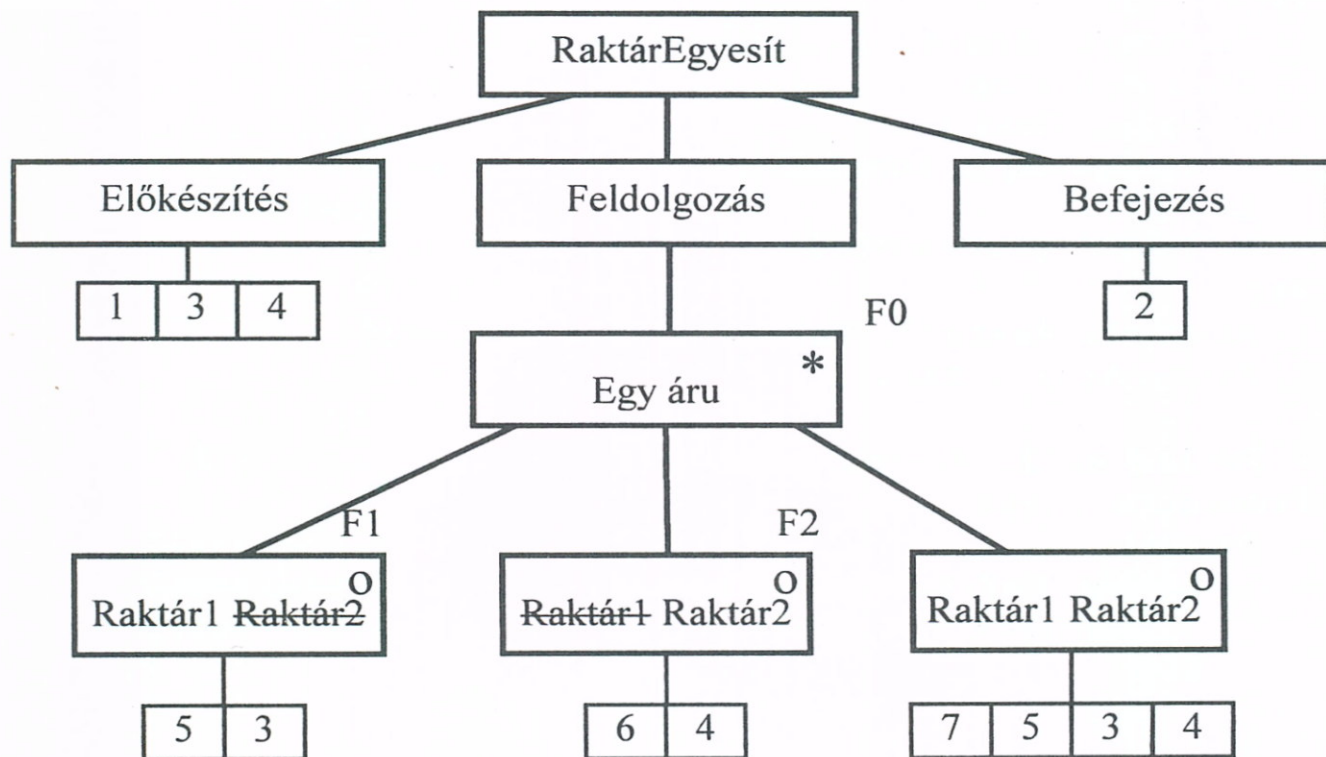 RaktárEgyesít
Előkészítés Feldolgozás Befejezés
1 3 4 2
F0
*
Egy áru
F1 F2
o o o
Raktár1 Raktár2 Raktár1 Raktár2 Raktár1 Raktár2
5 3 6 4 7 5 3 4